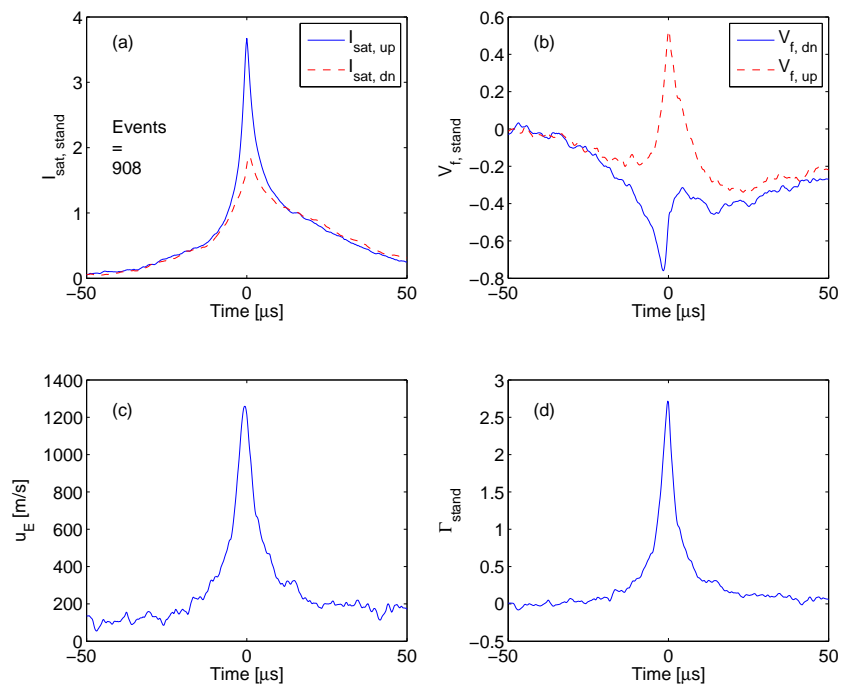 (a)
I_sat, up
I_sat, dn
Events
=
908
I_sat, stand
4
3
2
1
0
−50
0
50
Time [μs]
(b)
V_f, dn
V_f, up
V_f, stand
0.6
0.4
0.2
0
−0.2
−0.4
−0.6
−0.8
−50
0
50
Time [μs]
(c)
u_E [m/s]
1400
1200
1000
800
600
400
200
0
−50
0
50
Time [μs]
(d)
Γ_stand
3
2.5
2
1.5
1
0.5
0
−0.5
−50
0
50
Time [μs]